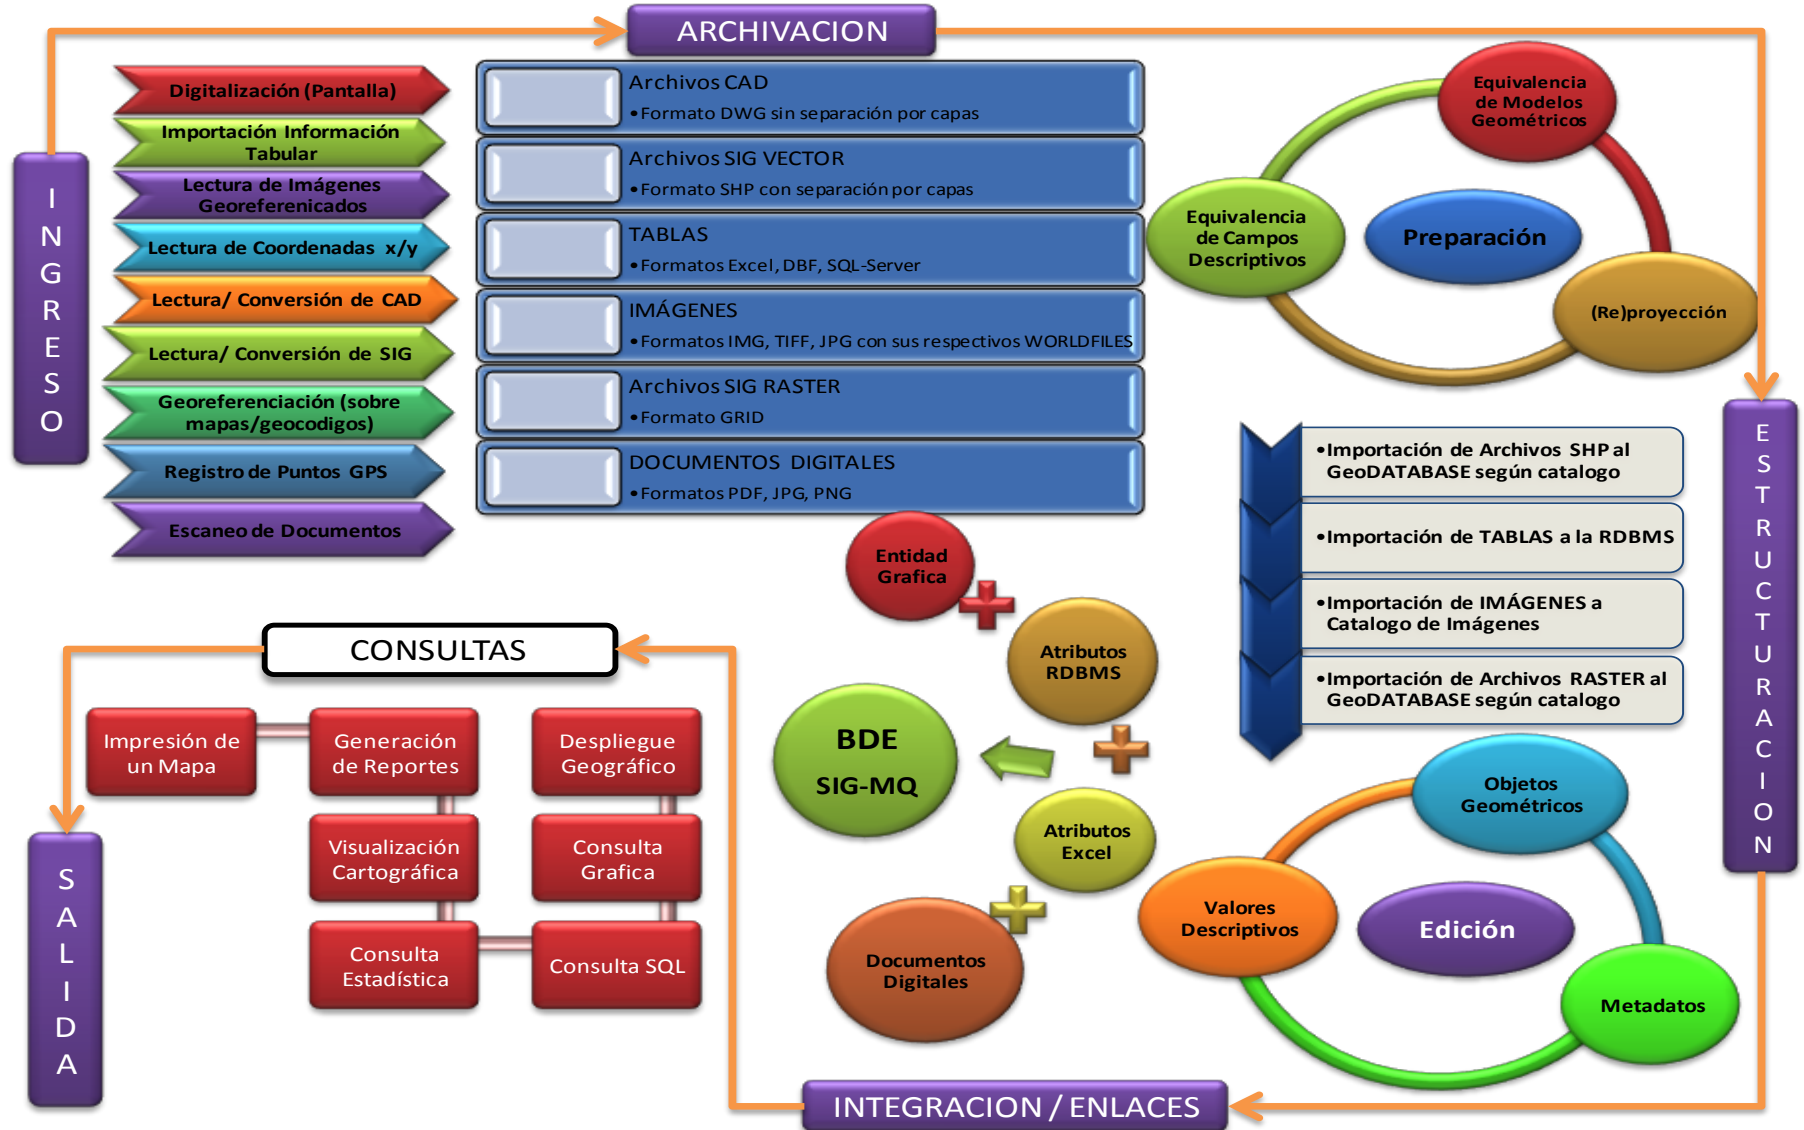 ARCHIVACION
I
N
G
R
E
S
O
Digitalización (Pantalla)
Importación Información
Tabular
Lectura de Imágenes
Georeferenicados
Lectura de Coordenadas x/y
Lectura/ Conversión de CAD
Lectura/ Conversión de SIG
Georeferenciación (sobre
mapas/geocodigos)
Registro de Puntos GPS
Escaneo de Documentos
Archivos CAD
•Formato DWG sin separación por capas
Archivos SIG VECTOR
•Formato SHP con separación por capas
TABLAS
•Formatos Excel, DBF, SQL-Server
IMÁGENES
•Formatos IMG, TIFF, JPG con sus respectivos WORLDFILES
Archivos SIG RASTER
•Formato GRID
DOCUMENTOS DIGITALES
•Formatos PDF, JPG, PNG
Equivalencia
de Modelos
Geométricos
Equivalencia
de Campos
Descriptivos
Preparación
(Re)proyección
E
S
T
R
U
C
T
U
R
A
C
I
O
N
•Importación de Archivos SHP al
GeoDATABASE según catalogo
•Importación de TABLAS a la RDBMS
•Importación de IMÁGENES a
Catalogo de Imágenes
•Importación de Archivos RASTER al
GeoDATABASE según catalogo
Objetos
Geométricos
Valores
Descriptivos
Edición
Metadatos
Entidad
Grafica
Atributos
RDBMS
BDE
SIG-MQ
Atributos
Excel
Documentos
Digitales
INTEGRACION / ENLACES
CONSULTAS
Impresión de
un Mapa
Generación
de Reportes
Despliegue
Geográfico
Visualización
Cartográfica
Consulta
Grafica
Consulta
Estadística
Consulta SQL
S
A
L
I
D
A